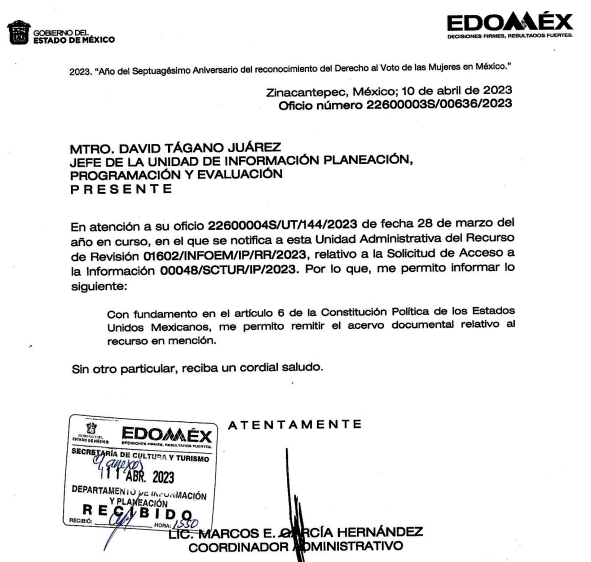 GOBIERNO DEL
ESTADO DE MÉXICO
EDOMÉX
DECISIONES FIRMES, RESULTADOS FUERTES.
2023. "Año del Septuagésimo Aniversario del reconocimiento del Derecho al Voto de las Mujeres en México."
Zinacantepec, México; 10 de abril de 2023
Oficio número 22600003S/00636/2023
MTRO. DAVID TÁGANO JUÁREZ
JEFE DE LA UNIDAD DE INFORMACIÓN PLANEACIÓN,
PROGRAMACIÓN Y EVALUACIÓN
P R E S E N T E
En atención a su oficio 22600004S/UT/144/2023 de fecha 28 de marzo del
año en curso, en el que se notifica a esta Unidad Administrativa del Recurso
de Revisión 01602/INFOEM/IP/RR/2023, relativo a la Solicitud de Acceso a
la Información 00048/SCTUR/IP/2023. Por lo que, me permito informar lo
siguiente:
Con fundamento en el artículo 6 de la Constitución Política de los Estados
Unidos Mexicanos, me permito remitir el acervo documental relativo al
recurso en mención.
Sin otro particular, reciba un cordial saludo.
A T E N T A M E N T E
GOBIERNO DEL
ESTADO DE MÉXICO
EDOMÉX
DECISIONES FIRMES, RESULTADOS FUERTES.
SECRETARÍA DE CULTURA Y TURISMO
anexos
11 ABR. 2023
DEPARTAMENTO DE INFORMACIÓN
Y PLANEACIÓN
RECIBIDO
RECIBIÓ: HORA: 1550
LIC. MARCOS E. GARCÍA HERNÁNDEZ
COORDINADOR ADMINISTRATIVO